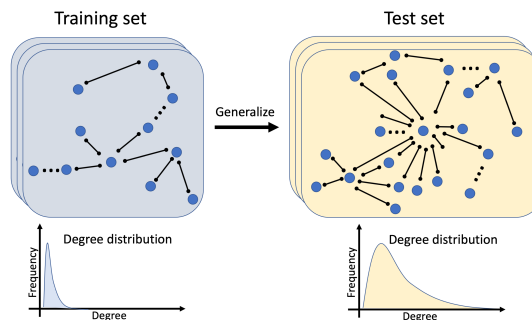 Training set
Test set
Generalize
Degree distribution
Frequency
Degree
Degree distribution
Frequency
Degree